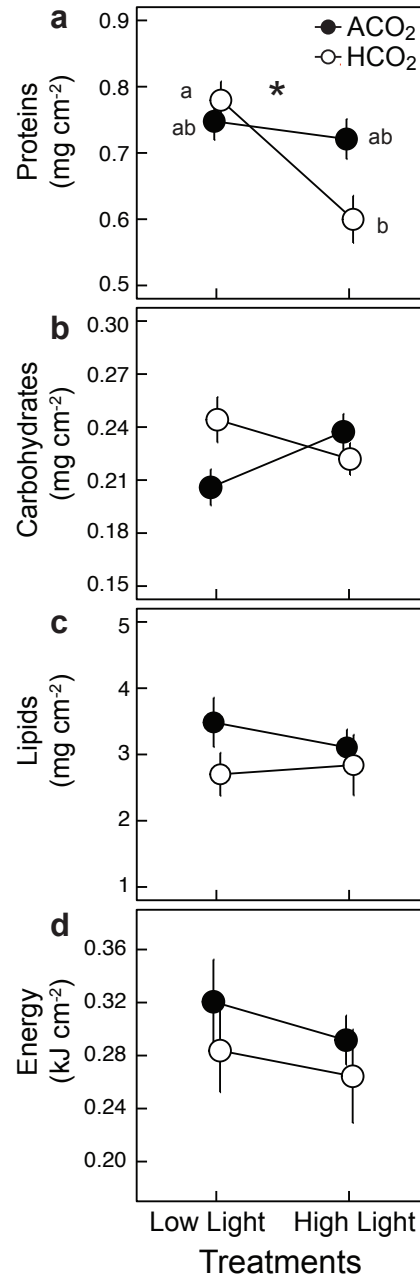 a
ACO₂
HCO₂
Proteins
(mg cm⁻²)
0.9
0.8
0.7
0.6
0.5
a
ab
*
ab
b
b
Carbohydrates
(mg cm⁻²)
0.30
0.27
0.24
0.21
0.18
0.15
c
Lipids
(mg cm⁻²)
5
4
3
2
1
d
Energy
(kJ cm⁻²)
0.36
0.32
0.28
0.24
0.20
Low Light High Light
Treatments